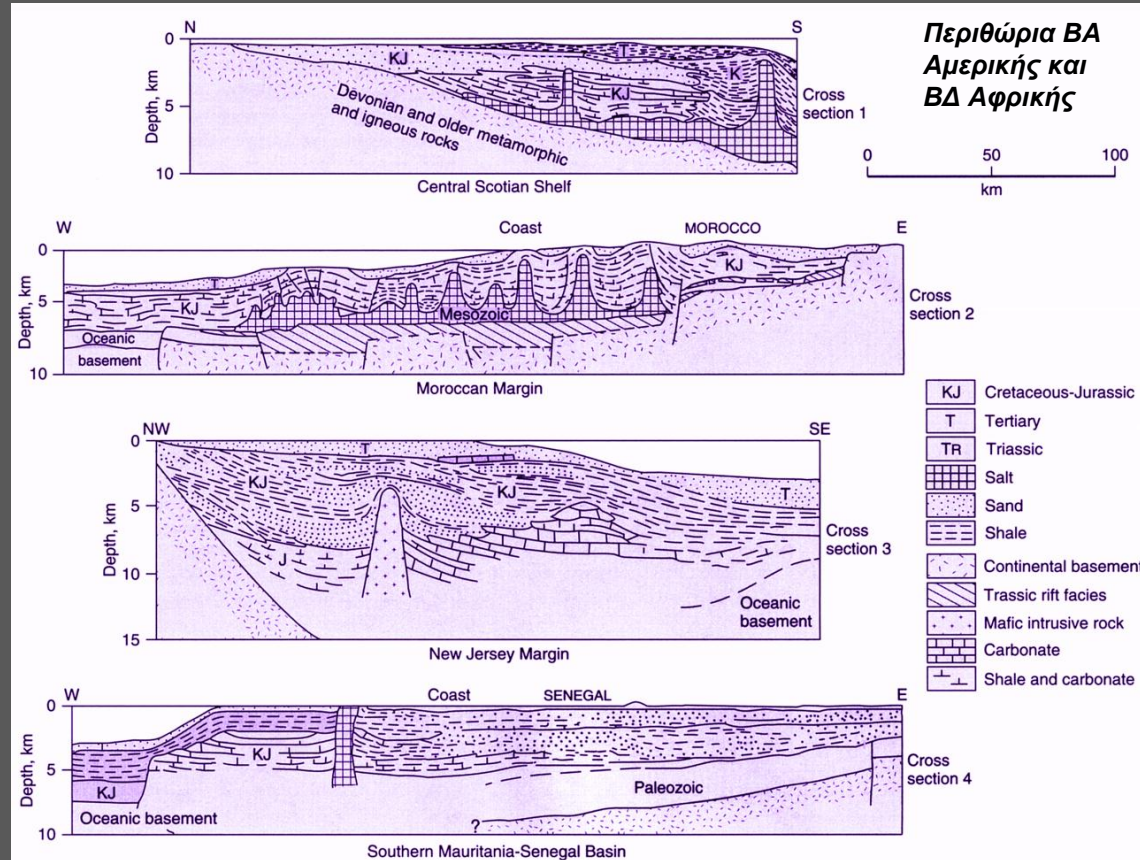 Περιθώρια ΒΑ
Αμερικής και
ΒΔ Αφρικής
0
50
100
km
N
S
0
5
10
Depth, km
KJ
T
K
KJ
Devonian and older metamorphic
and igneous rocks
Cross
section 1
Central Scotian Shelf
W
Coast
MOROCCO
E
0
5
10
Depth, km
T
KJ
KJ
Mesozoic
Oceanic
basement
Cross
section 2
Moroccan Margin
NW
SE
0
5
10
15
Depth, km
T
KJ
KJ
T
J
Oceanic
basement
Cross
section 3
New Jersey Margin
W
Coast
SENEGAL
E
0
5
10
Depth, km
KJ
KJ
Paleozoic
Oceanic basement
?
Cross
section 4
Southern Mauritania-Senegal Basin
KJ Cretaceous-Jurassic
T Tertiary
TR Triassic
Salt
Sand
Shale
Continental basement
Trassic rift facies
Mafic intrusive rock
Carbonate
Shale and carbonate